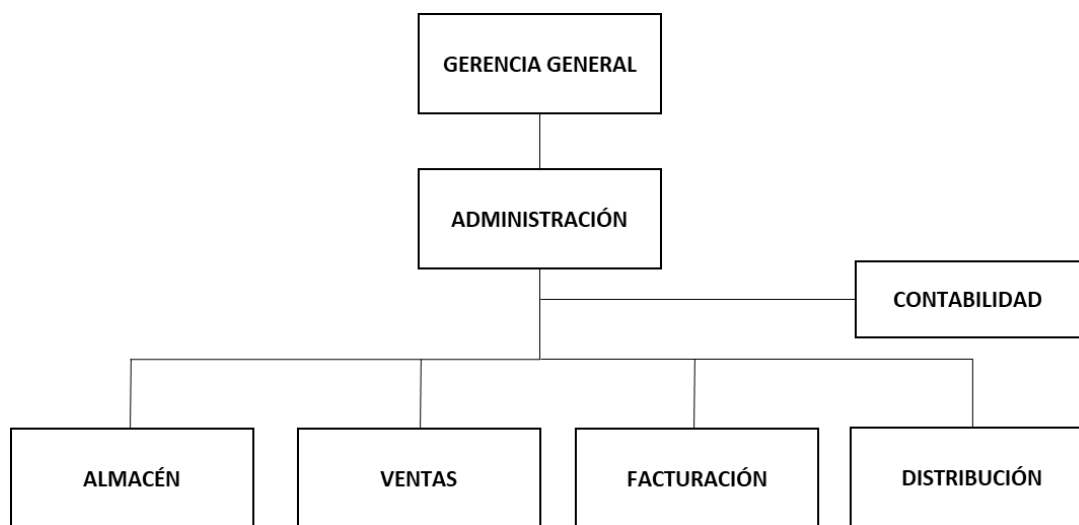 GERENCIA GENERAL
ADMINISTRACIÓN
CONTABILIDAD
ALMACÉN
VENTAS
FACTURACIÓN
DISTRIBUCIÓN